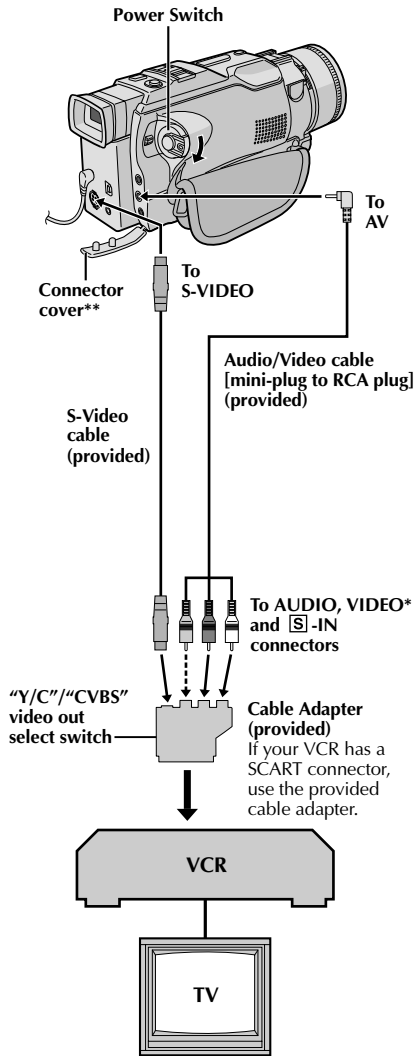 Power Switch
To
AV
To
S-VIDEO
Connector
cover**
Audio/Video cable
[mini-plug to RCA plug]
(provided)
S-Video
cable
(provided)
To AUDIO, VIDEO*
and S -IN
connectors
“Y/C”/“CVBS”
video out
select switch
Cable Adapter
(provided)
If your VCR has a
SCART connector,
use the provided
cable adapter.
VCR
TV